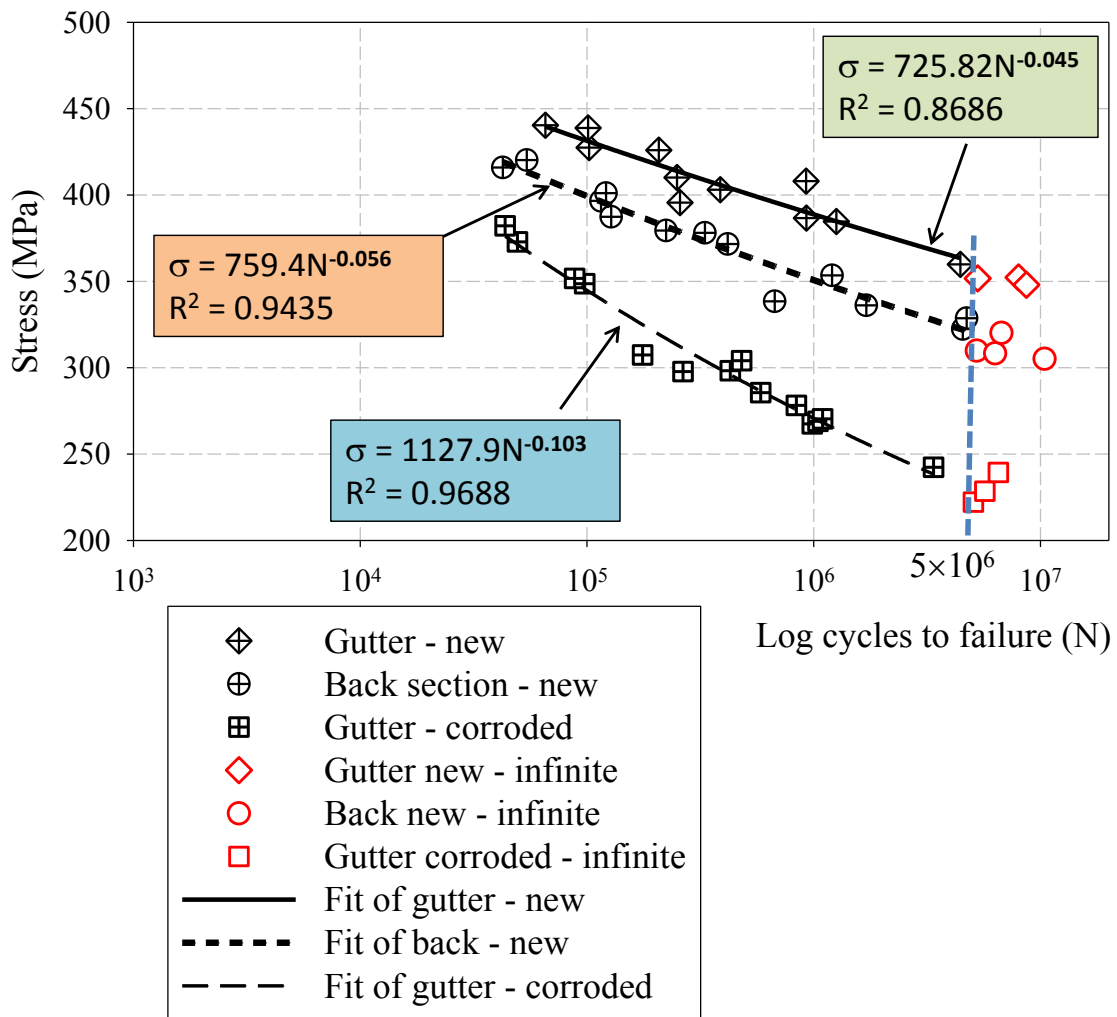 500
450
400
350
300
250
200
Stress (MPa)
σ = 725.82N^-0.045
R² = 0.8686
σ = 759.4N^-0.056
R² = 0.9435
σ = 1127.9N^-0.103
R² = 0.9688
10³ 10⁴ 10⁵ 10⁶ 5×10⁶ 10⁷
Log cycles to failure (N)
Gutter - new
Back section - new
Gutter - corroded
Gutter new - infinite
Back new - infinite
Gutter corroded - infinite
Fit of gutter - new
Fit of back - new
Fit of gutter - corroded